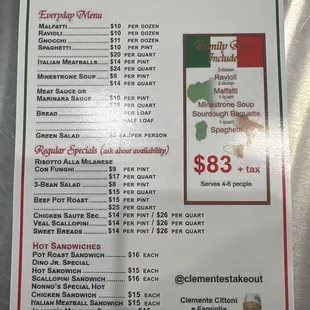 Everyday Menu
Malfatti $10 per dozen
Ravioli $10 per dozen
Gnocchi $11 per dozen
Spaghetti $10 per pint
$20 per quart
Italian Meatballs $14 per pint
$24 per quart
Minestrone Soup $9 per pint
$14 per quart
Meat Sauce or
Marinara Sauce $10 per pint
per quart
Bread per loaf
half loaf
Green Salad ea/per person
Regular Specials (ask about availability)
Risotto Alla Milanese
Con Funghi $9 per pint
$17 per quart
3-Bean Salad $8 per pint
$15 per quart
Beef Pot Roast $15 per pint
$25 per quart
Chicken Saute Sec $14 per pint / $26 per quart
Veal Scallopini $14 per pint / $26 per quart
Sweet Breads $14 per pint / $26 per quart
Hot Sandwiches
Pot Roast Sandwich $16 each
Dino Jr. Special
Hot Sandwich $15 each
Scallopini Sandwich $16 each
Nonno's Special Hot
Chicken Sandwich $15 each
Italian Meatball Sandwich $15 each
Family
Includes
Ravioli
Malfatti
1-quart
Minestrone Soup
Sourdough Baguette
1-quart
Spaghetti
$83 + tax
Serves 4-6 people
@clementestakeout
Clemente Cittoni
e Famiglia